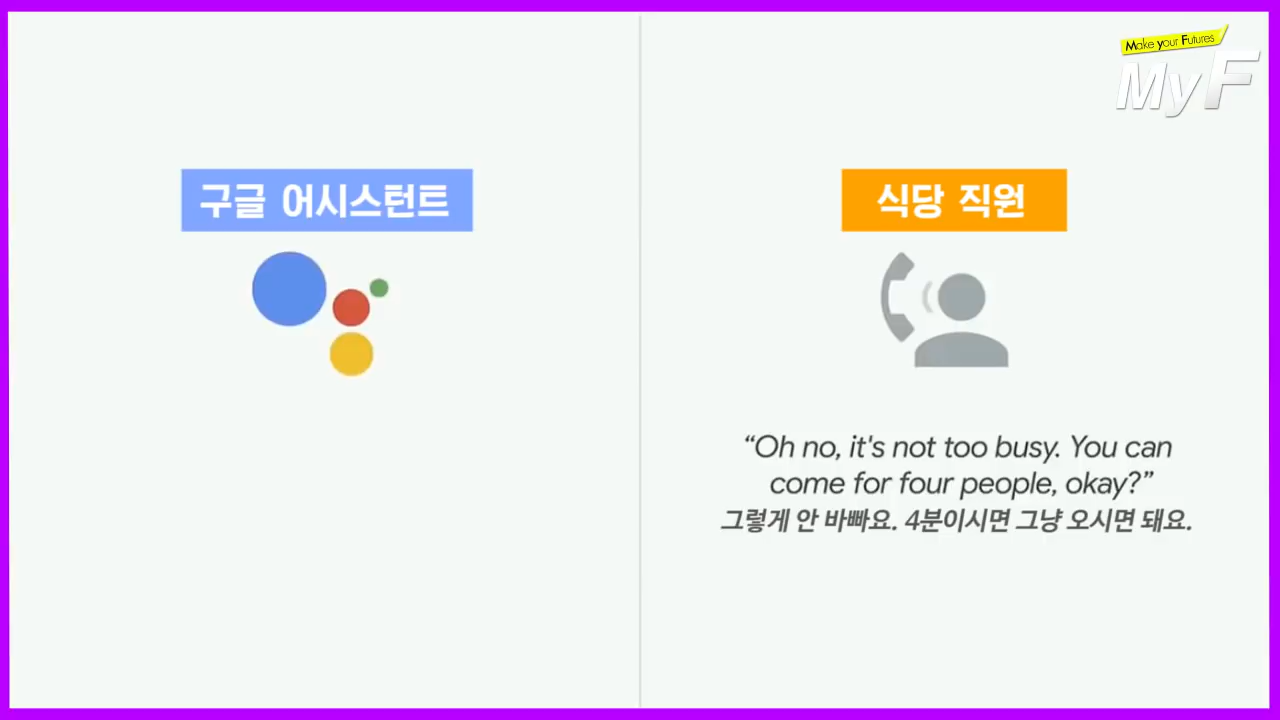 Make your Futures
MyF
구글 어시스턴트
식당 직원
“Oh no, it's not too busy. You can
come for four people, okay?”
그렇게 안 바빠요. 4분이시면 그냥 오시면 돼요.